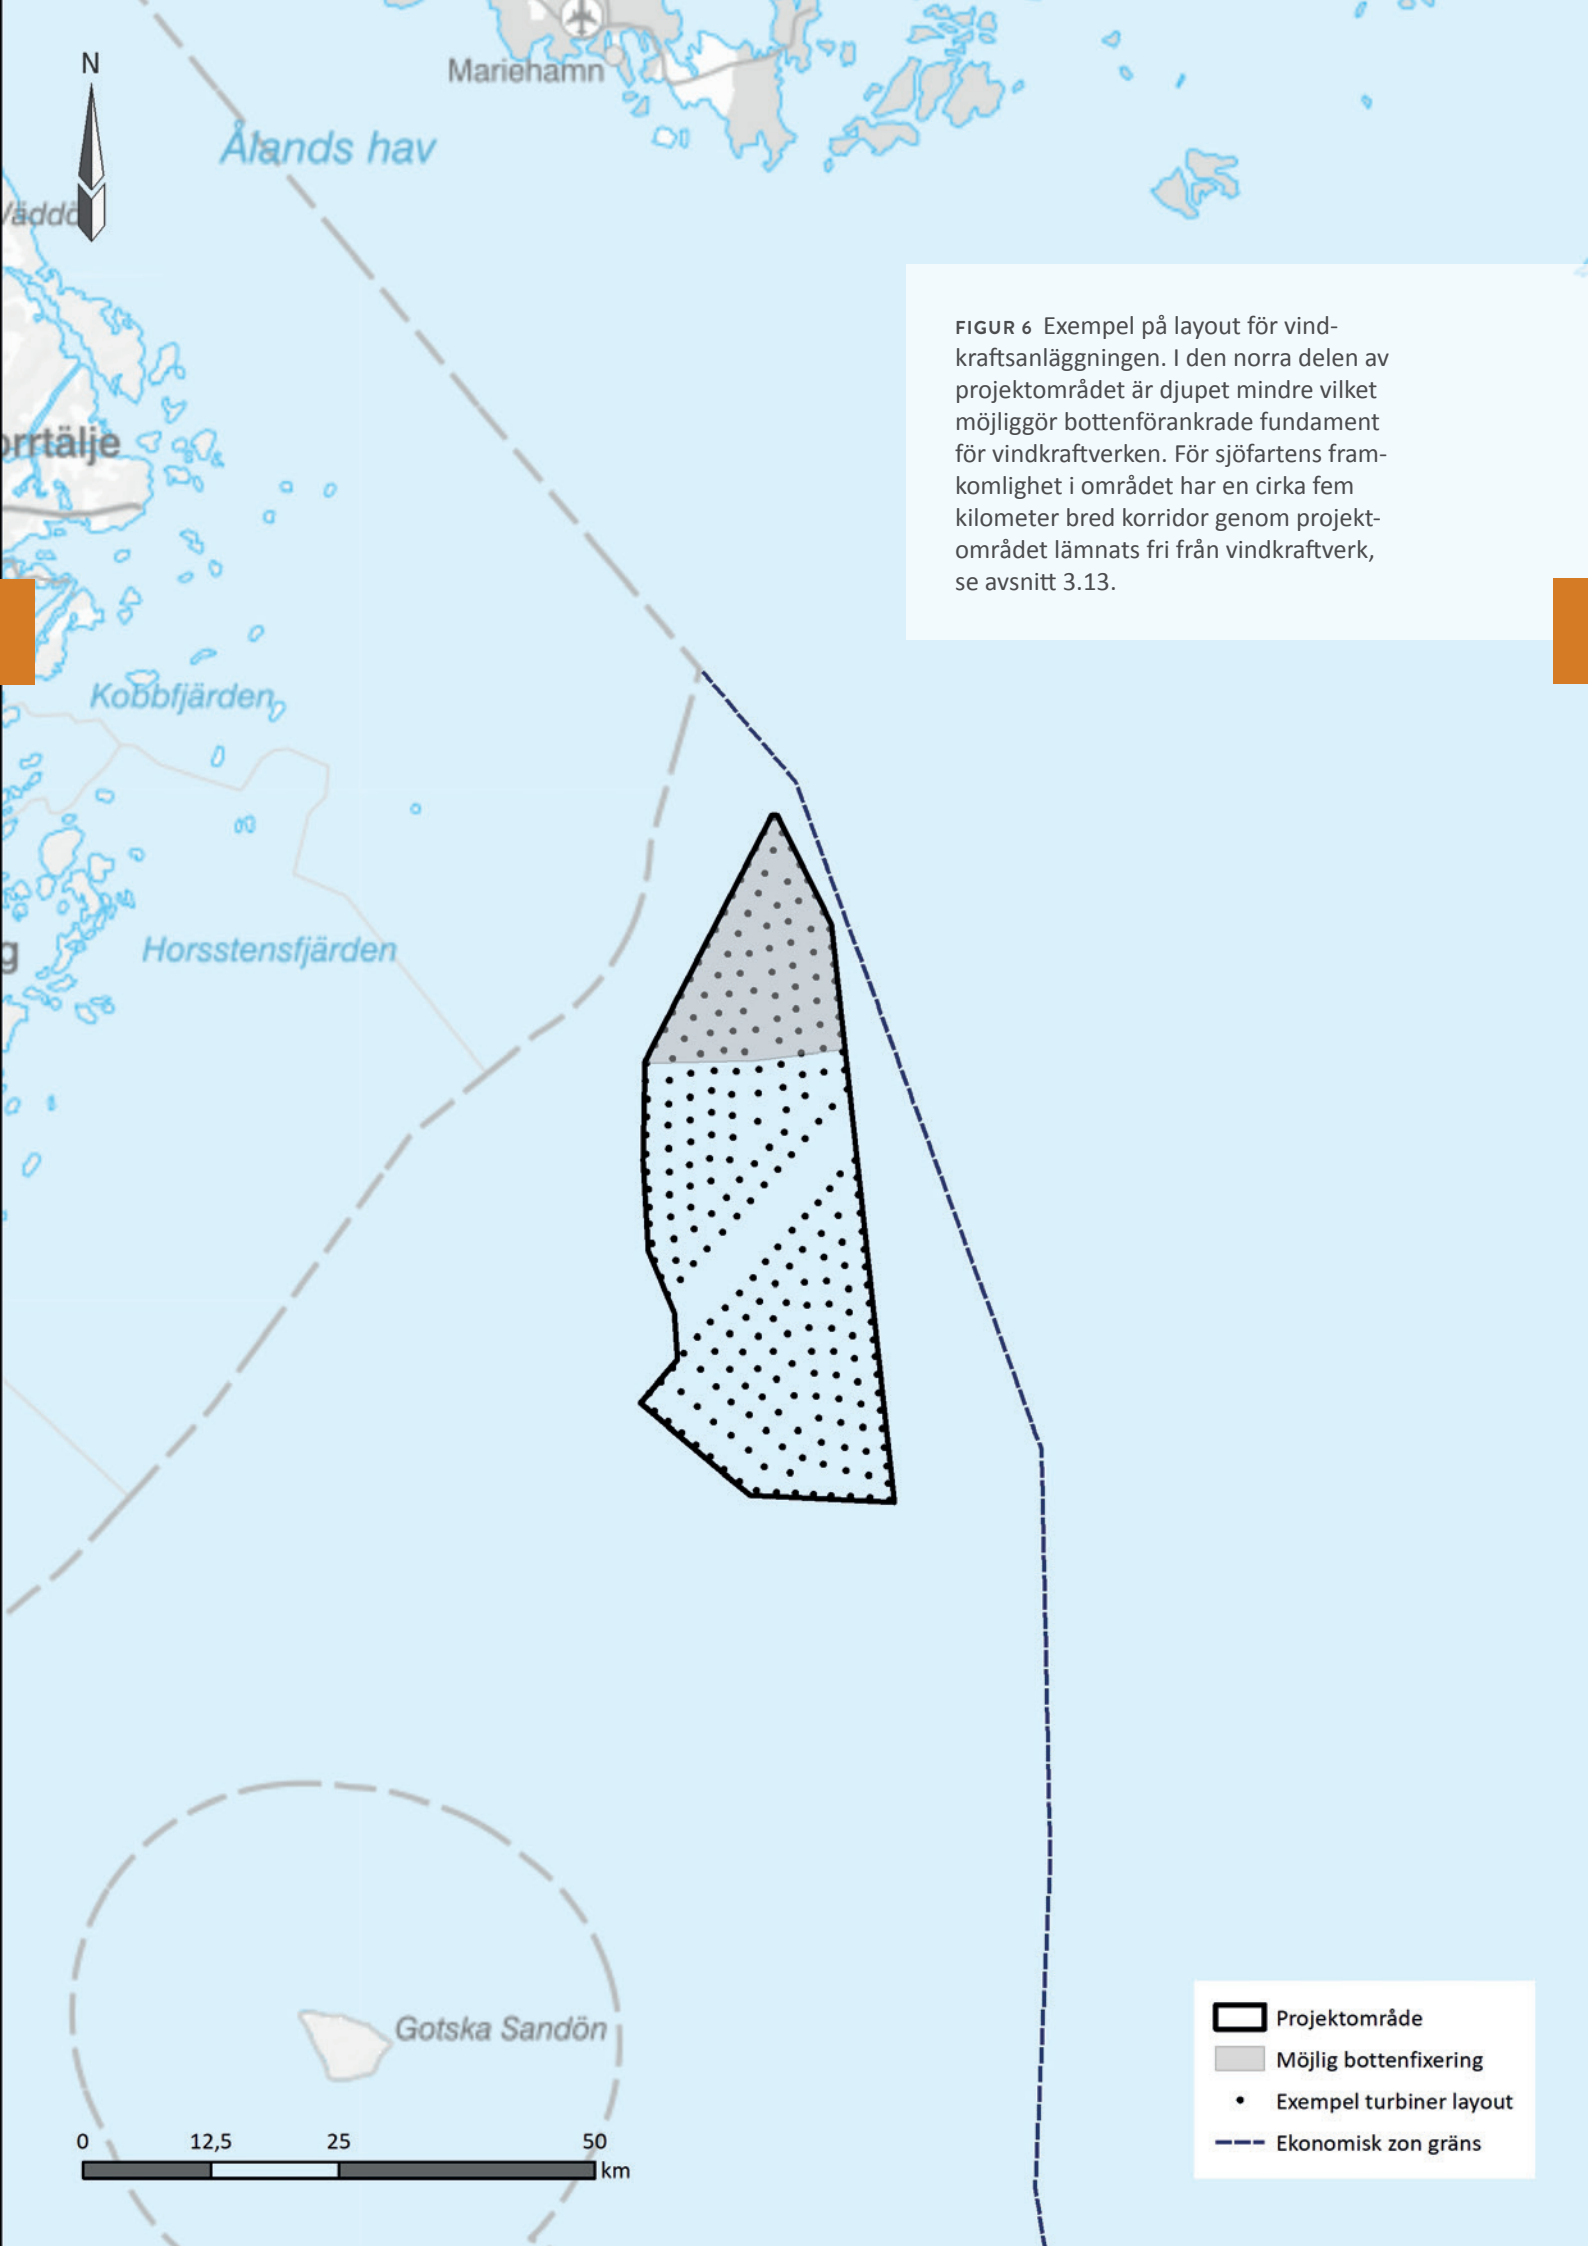 Mariehamn
N
Ålands hav
Väddö
FIGUR 6 Exempel på layout för vind-
kraftsanläggningen. I den norra delen av
projektområdet är djupet mindre vilket
möjliggör bottenförankrade fundament
för vindkraftverken. För sjöfartens fram-
komlighet i området har en cirka fem
kilometer bred korridor genom projekt-
området lämnats fri från vindkraftverk,
se avsnitt 3.13.
orrtälje
Kobbfjärden
g
Horsstensfjärden
Gotska Sandön
Projektområde
Möjlig bottenfixering
Exempel turbiner layout
Ekonomisk zon gräns
0 12,5 25 50
km